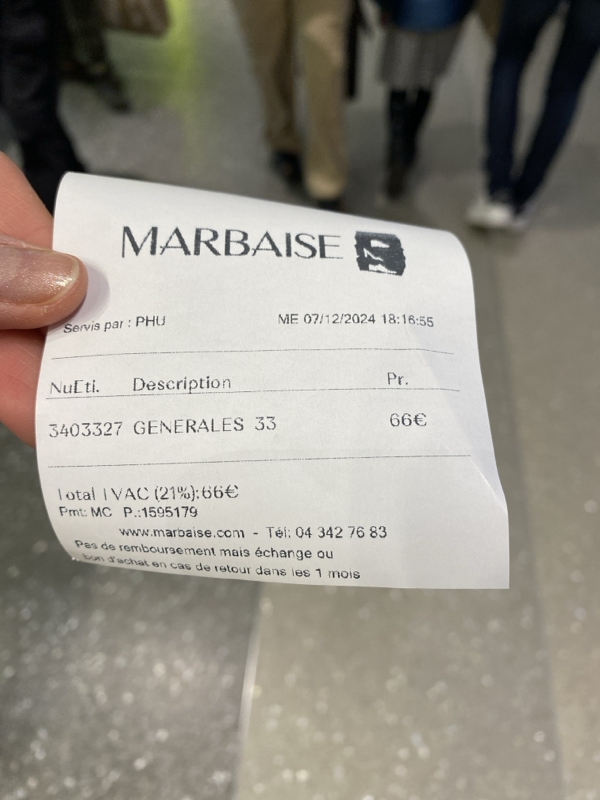 MARBAISE
Servis par : PHU ME 07/12/2024 18:16:55
NuEti. Description Pr.
3403327 GENERALES 33 66€
Total TVAC (21%):66€
Pmt: MC P.:1595179
www.marbaise.com - Tél: 04 342 76 83
Pas de remboursement mais échange ou
bon d'achat en cas de retour dans les 1 mois